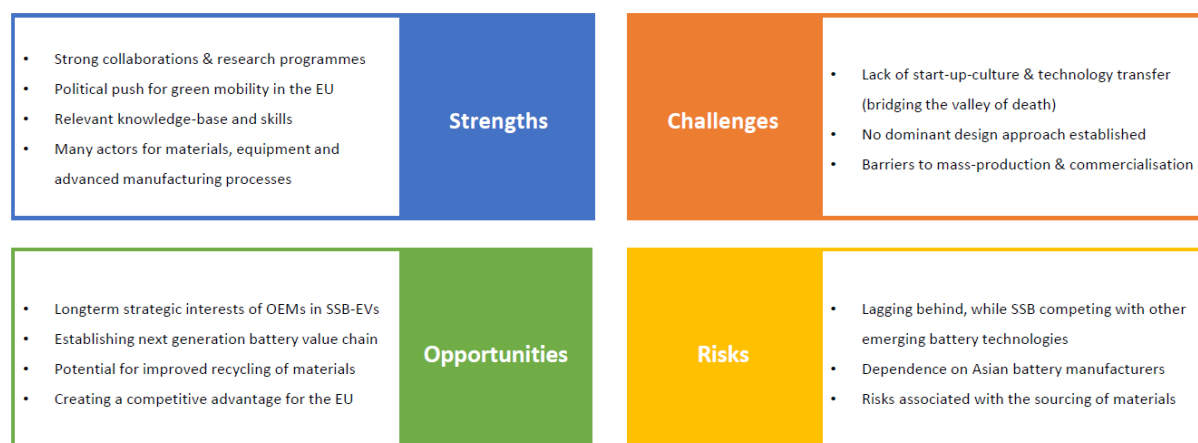 • Strong collaborations & research programmes
• Political push for green mobility in the EU
• Relevant knowledge-base and skills
• Many actors for materials, equipment and
advanced manufacturing processes
Strengths
Challenges
• Lack of start-up-culture & technology transfer
(bridging the valley of death)
• No dominant design approach established
• Barriers to mass-production & commercialisation
• Longterm strategic interests of OEMs in SSB-EVs
• Establishing next generation battery value chain
• Potential for improved recycling of materials
• Creating a competitive advantage for the EU
Opportunities
Risks
• Lagging behind, while SSB competing with other
emerging battery technologies
• Dependence on Asian battery manufacturers
• Risks associated with the sourcing of materials